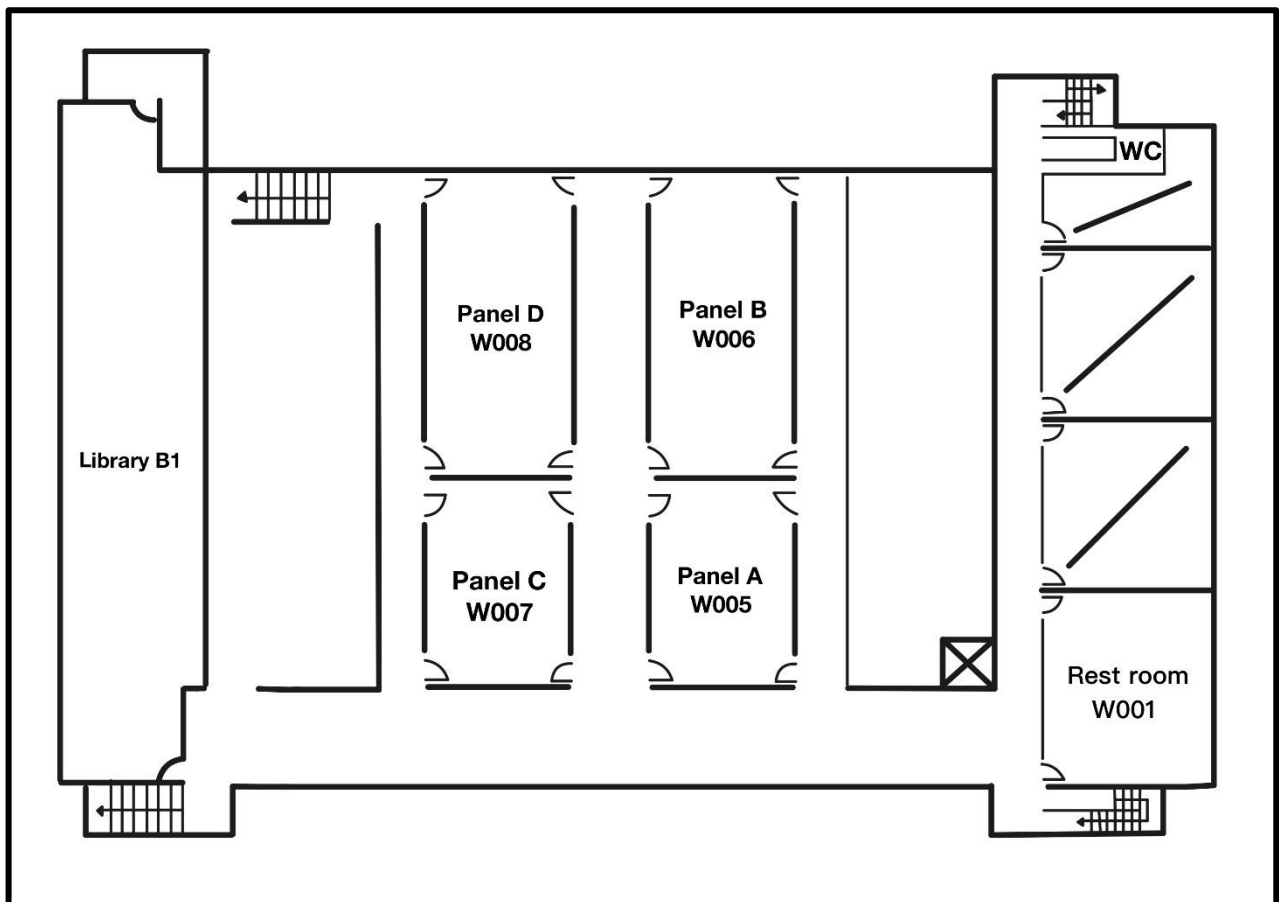 WC
Panel D
W008
Panel B
W006
Library B1
Panel C
W007
Panel A
W005
Rest room
W001